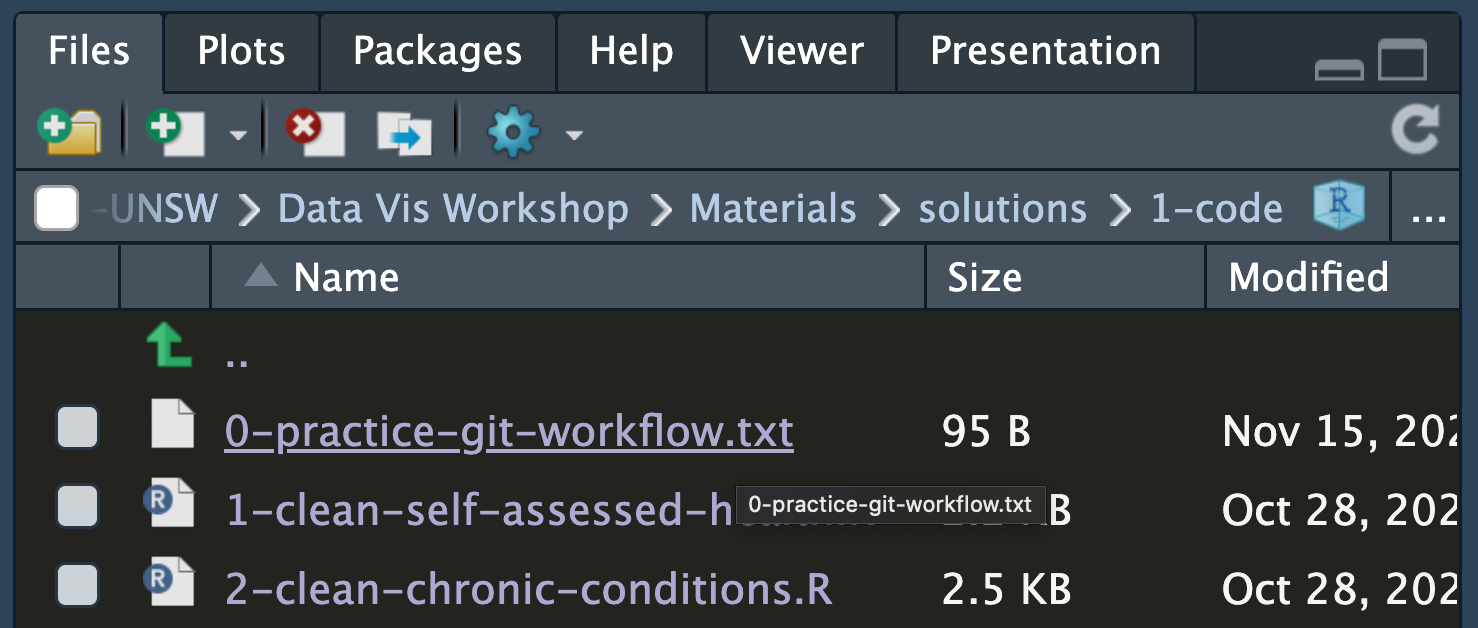 Files Plots Packages Help Viewer Presentation
-UNSW Data Vis Workshop Materials solutions 1-code ...
Name Size Modified
..
0-practice-git-workflow.txt 95 B Nov 15, 202
1-clean-self-assessed-h 0-practice-git-workflow.txt B Oct 28, 202
2-clean-chronic-conditions.R 2.5 KB Oct 28, 202